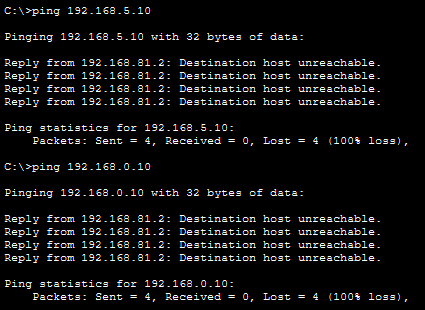 C:\>ping 192.168.5.10
Pinging 192.168.5.10 with 32 bytes of data:
Reply from 192.168.81.2: Destination host unreachable.
Reply from 192.168.81.2: Destination host unreachable.
Reply from 192.168.81.2: Destination host unreachable.
Reply from 192.168.81.2: Destination host unreachable.
Ping statistics for 192.168.5.10:
    Packets: Sent = 4, Received = 0, Lost = 4 (100% loss),
C:\>ping 192.168.0.10
Pinging 192.168.0.10 with 32 bytes of data:
Reply from 192.168.81.2: Destination host unreachable.
Reply from 192.168.81.2: Destination host unreachable.
Reply from 192.168.81.2: Destination host unreachable.
Reply from 192.168.81.2: Destination host unreachable.
Ping statistics for 192.168.0.10:
    Packets: Sent = 4, Received = 0, Lost = 4 (100% loss),